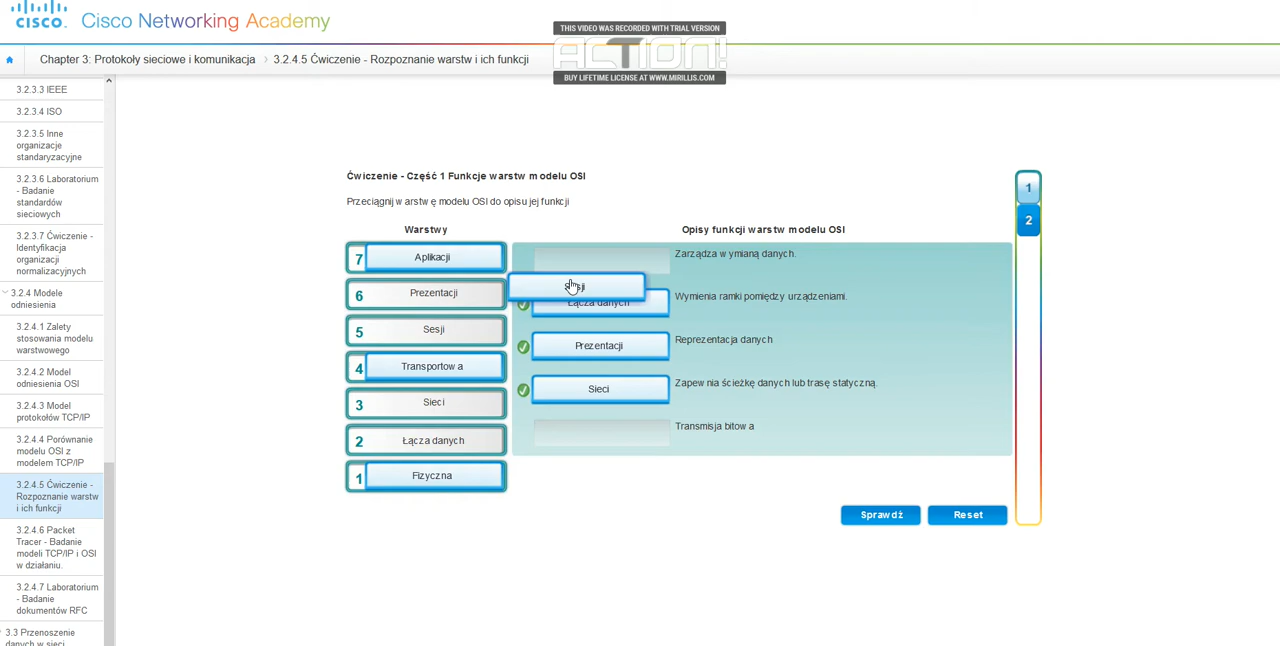 CISCO. Cisco Networking Academy
THIS VIDEO WAS RECORDED WITH TRIAL VERSION
ACTION!
BUY LIFETIME LICENSE AT WWW.MIRILLIS.COM
Chapter 3: Protokoły sieciowe i komunikacja > 3.2.4.5 Ćwiczenie - Rozpoznanie warstw i ich funkcji
3.2.3.3 IEEE
3.2.3.4 ISO
3.2.3.5 Inne
organizacje
standaryzacyjne
3.2.3.6 Laboratorium
- Badanie
standardów
sieciowych
3.2.3.7 Ćwiczenie -
Identyfikacja
organizacji
normalizacyjnych
3.2.4 Modele
odniesienia
3.2.4.1 Zalety
stosowania modelu
warstwowego
3.2.4.2 Model
odniesienia OSI
3.2.4.3 Model
protokołów TCP/IP
3.2.4.4 Porównanie
modelu OSI z
modelem TCP/IP
3.2.4.5 Ćwiczenie -
Rozpoznanie warstw
i ich funkcji
3.2.4.6 Packet
Tracer - Badanie
modeli TCP/IP i OSI
w działaniu.
3.2.4.7 Laboratorium
- Badanie
dokumentów RFC
3.3 Przenoszenie
danych w sieci
Ćwiczenie - Część 1 Funkcje warstw modelu OSI
Przeciągnij warstwę modelu OSI do opisu jej funkcji
Warstwy
7 Aplikacji
6 Prezentacji
5 Sesji
4 Transportowa
3 Sieci
2 Łącza danych
1 Fizyczna
Opisy funkcji warstw modelu OSI
Zarządza wymianą danych.
Łącza danych Wymienia ramki pomiędzy urządzeniami.
Prezentacji Reprezentacja danych
Sieci Zapewnia ścieżkę danych lub trasę statyczną.
Transmisja bitowa
Sprawdź Reset
1
2